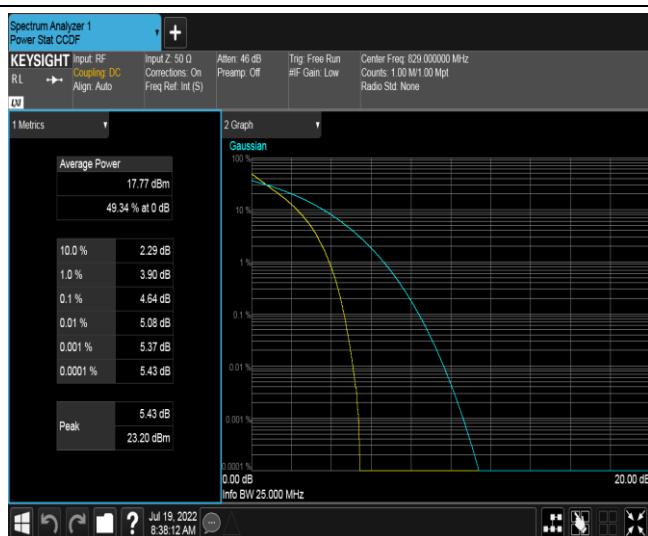 Spectrum Analyzer 1
Power Stat CCDF
KEYSIGHT
RL
LXI
Input: RF
Coupling: DC
Align: Auto
Input Z: 50 Ω
Corrections: On
Freq Ref: Int (S)
Atten: 46 dB
Preamp: Off
Trig: Free Run
#IF Gain: Low
Center Freq: 829.000000 MHz
Counts: 1.00 M/1.00 Mpt
Radio Std: None
1 Metrics
Average Power
17.77 dBm
49.34 % at 0 dB
10.0 % 2.29 dB
1.0 % 3.90 dB
0.1 % 4.64 dB
0.01 % 5.08 dB
0.001 % 5.37 dB
0.0001 % 5.43 dB
Peak
5.43 dB
23.20 dBm
2 Graph
Gaussian
100 %
10 %
1 %
0.1 %
0.01 %
0.001 %
0.0001 %
0.00 dB
20.00 dB
Info BW 25.000 MHz
?
Jul 19, 2022
8:38:12 AM